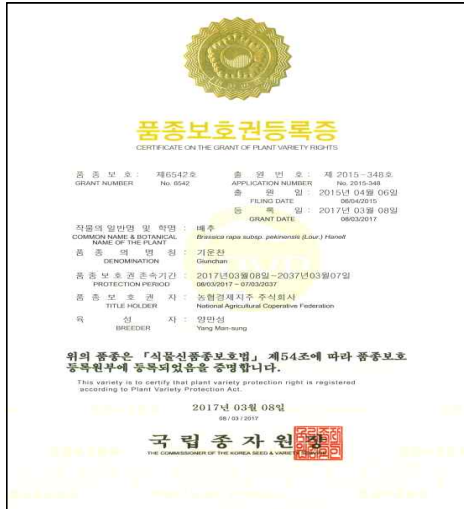 품종보호권등록증
CERTIFICATE ON THE GRANT OF PLANT VARIETY RIGHTS
품 종 보 호 : 제6542호 출 원 번 호 : 제 2015-348호
GRANT NUMBER No. 6542 APPLICATION NUMBER No. 2015-348
출 원 일 : 2015년 04월 06일
FILING DATE 06/04/2015
등 록 일 : 2017년 03월 08일
GRANT DATE 08/03/2017
작물의 일반명 및 학명 : 배추
COMMON NAME & BOTANICAL NAME OF THE PLANT Brassica rapa subsp. pekinensis (Lour.) Hanelt
품 종 의 명 칭 : 기운찬
DENOMINATION Giunchan
품 종 보 호 권 존속기간 : 2017년03월08일~2037년03월07일
PROTECTION PERIOD 08/03/2017 ~ 07/03/2037
품 종 보 호 권 자 : 농협경제지주 주식회사
TITLE HOLDER National Agricultural Coperative Federation
육 성 자 : 양만성
BREEDER Yang Man-sung
위의 품종은 「식물신품종보호법」 제54조에 따라 품종보호
등록원부에 등록되었음을 증명합니다.
This variety is to certify that plant variety protection right is registered
according to Plant Variety Protection Act.
2017년 03월 08일
08 / 03 / 2017
국립종자원장
THE COMMISSIONER OF THE KOREA SEED & VARIETY